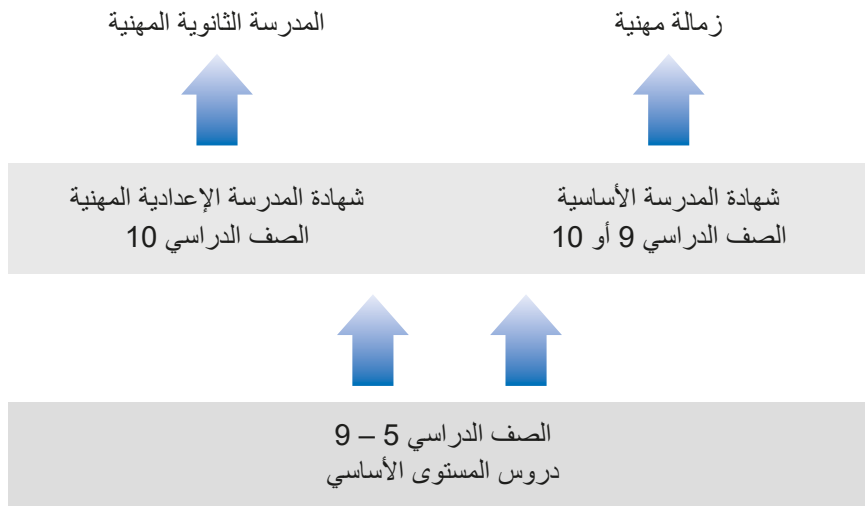 زمالة مهنية
المدرسة الثانوية المهنية
شهادة المدرسة الأساسية
الصف الدراسي 9 أو 10
شهادة المدرسة الإعدادية المهنية
الصف الدراسي 10
الصف الدراسي 5 – 9
دروس المستوى الأساسي